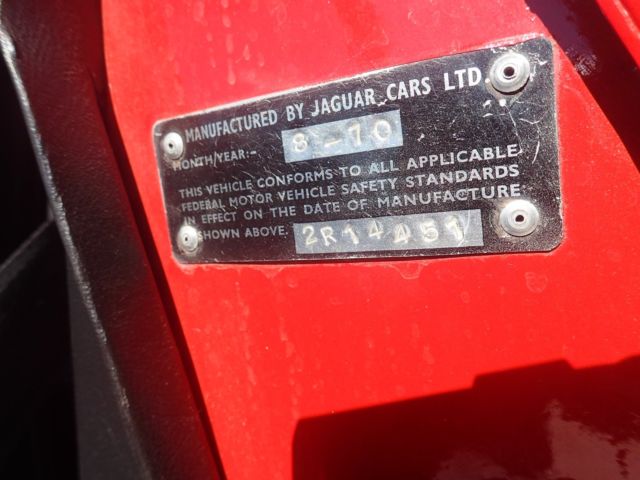 MANUFACTURED BY JAGUAR CARS LTD.
MONTH/YEAR:- 8-70
THIS VEHICLE CONFORMS TO ALL APPLICABLE
FEDERAL MOTOR VEHICLE SAFETY STANDARDS
IN EFFECT ON THE DATE OF MANUFACTURE
SHOWN ABOVE. 2R14451